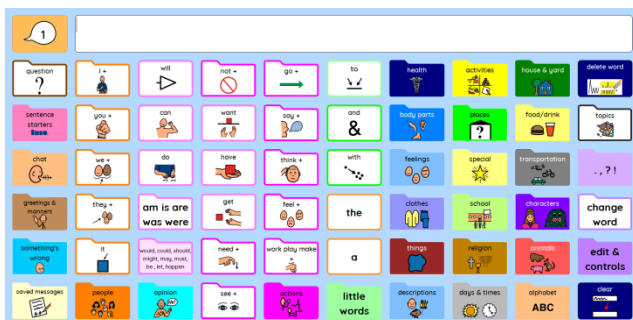 1
question I + will not + go + to health activities house & yard delete word
?
sentence starters you + can want say + and body parts places food/drink topics
&
?
chat we + do have think + with feelings special transportation . , ? !
greetings & manners they + am is are was were get feel + the clothes school characters change word
something's wrong it would, could, should, might, may, must, be , let, happen need + work play make a things religion animals edit & controls
saved messages people opinion see + actions little words descriptions days & times alphabet clear
ABC